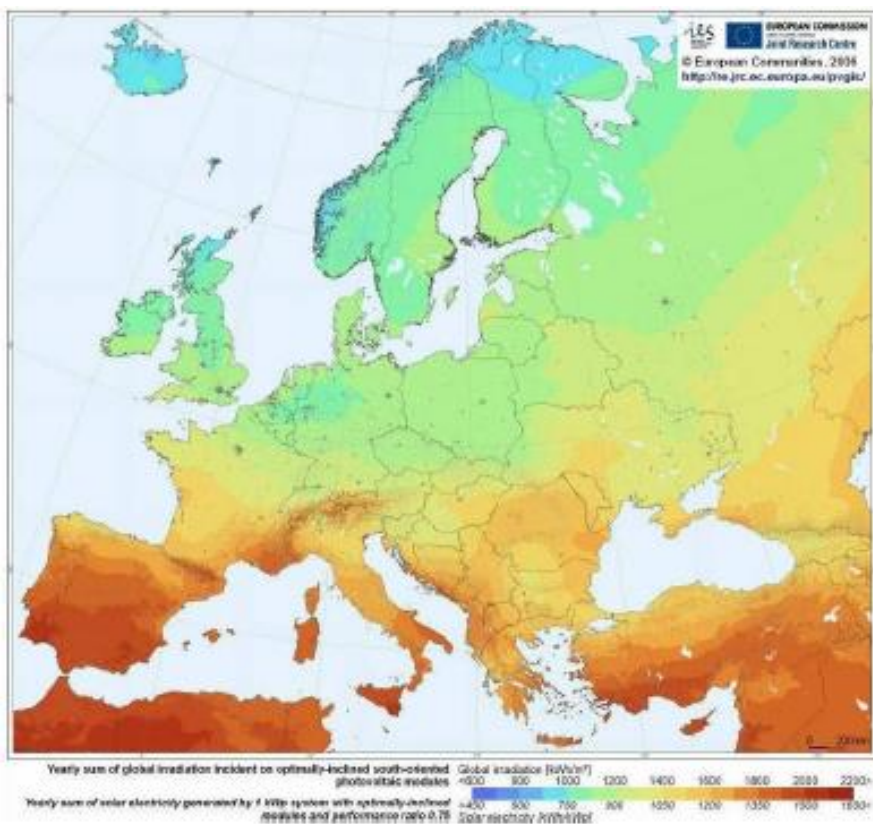 EUROPEAN COMMISSION
Joint Research Centre
© European Communities, 2006
http://re.jrc.ec.europa.eu/pvgis/
Yearly sum of global irradiation incident on optimally-inclined south-oriented
photovoltaic modules
Yearly sum of solar electricity generated by 1 kWp system with optimally-inclined
modules and performance ratio 0.75
Global irradiation [kWh/m²]
<600 800 1000 1200 1400 1600 1800 2000 2200>
<450 600 750 900 1050 1200 1350 1500 1650>
Solar electricity [kWh/kWp]